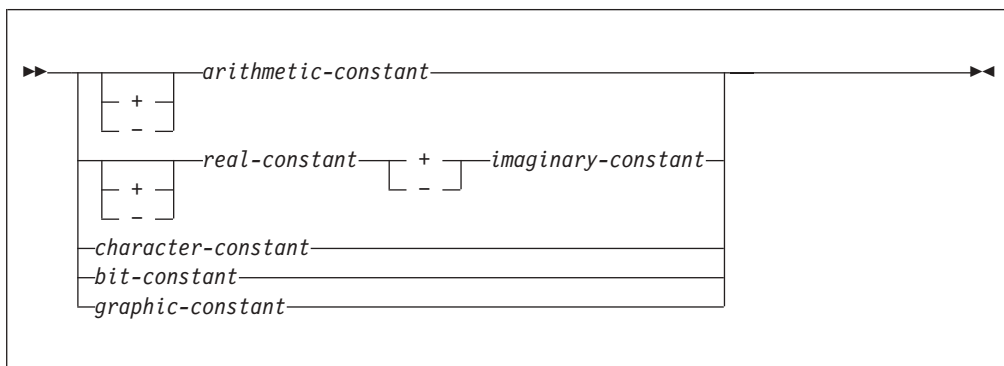 arithmetic-constant
+
−
real-constant + imaginary-constant
+ −
−
character-constant
bit-constant
graphic-constant